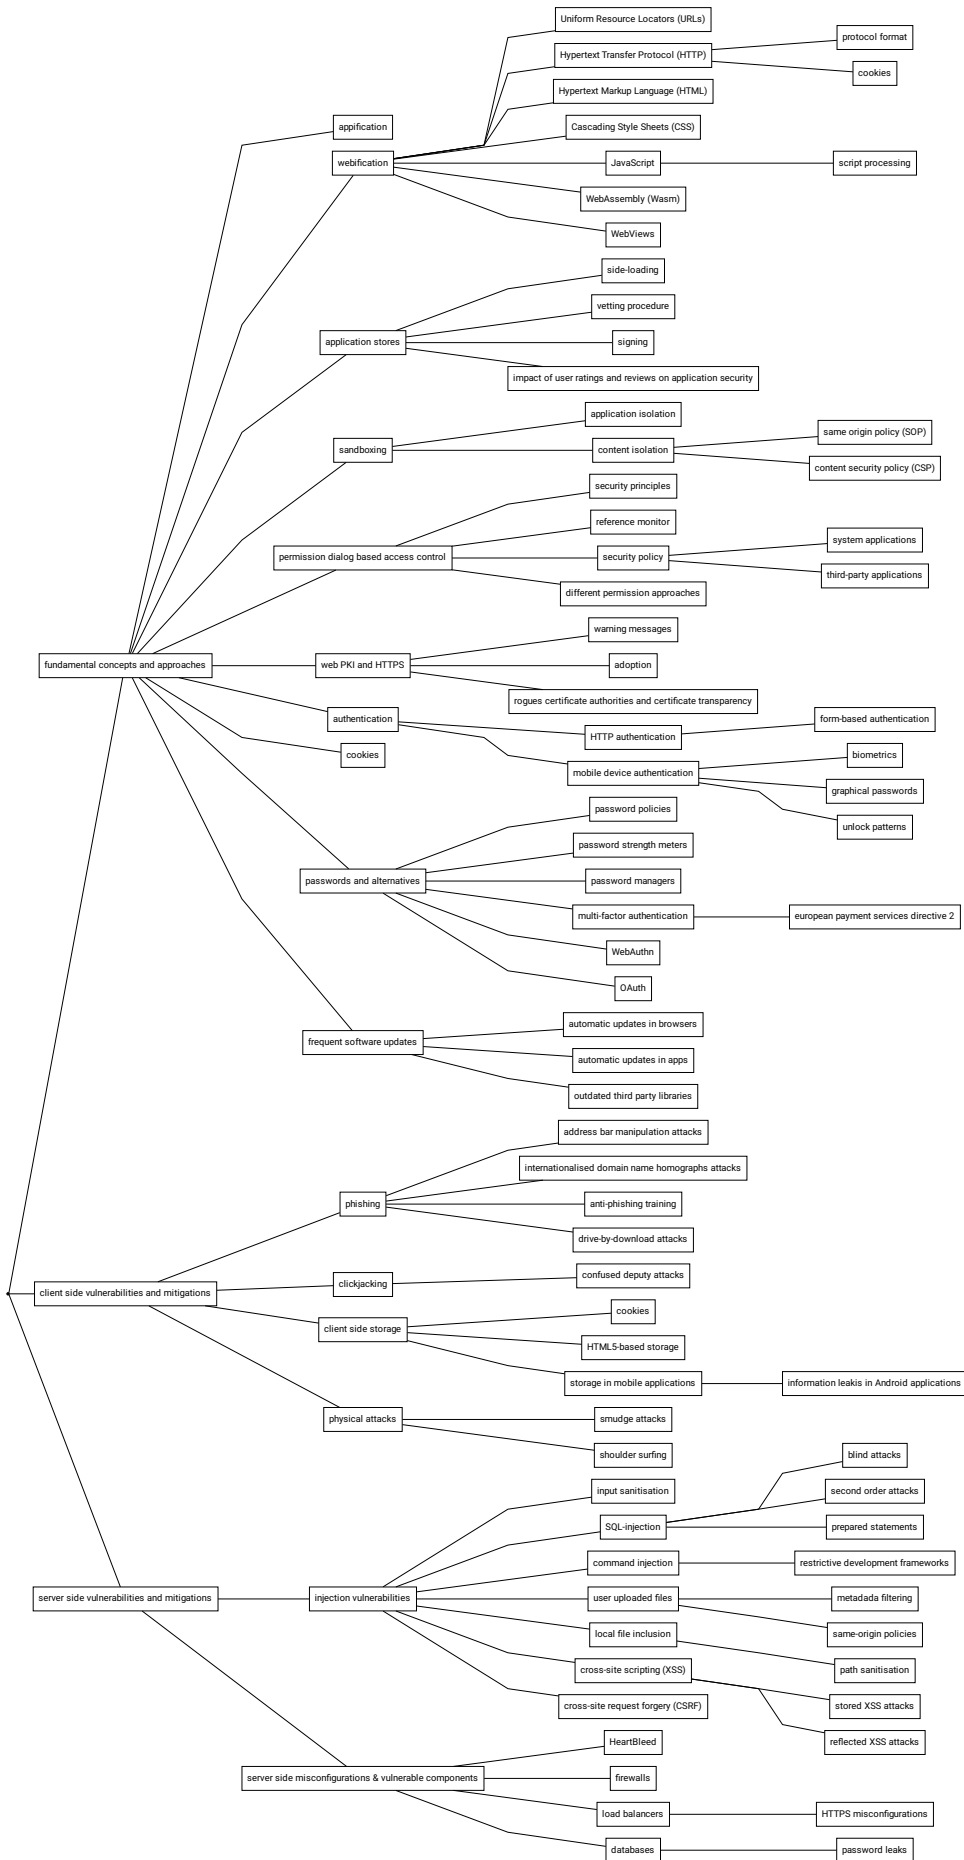 Uniform Resource Locators (URLs)
protocol format
Hypertext Transfer Protocol (HTTP)
cookies
Hypertext Markup Language (HTML)
appification
Cascading Style Sheets (CSS)
webification
JavaScript
script processing
WebAssembly (Wasm)
WebViews
side-loading
vetting procedure
application stores
signing
impact of user ratings and reviews on application security
application isolation
same origin policy (SOP)
sandboxing
content isolation
content security policy (CSP)
security principles
reference monitor
system applications
permission dialog based access control
security policy
third-party applications
different permission approaches
warning messages
fundamental concepts and approaches
web PKI and HTTPS
adoption
rogues certificate authorities and certificate transparency
authentication
form-based authentication
HTTP authentication
cookies
biometrics
mobile device authentication
graphical passwords
password policies
unlock patterns
password strength meters
passwords and alternatives
password managers
multi-factor authentication
european payment services directive 2
WebAuthn
OAuth
automatic updates in browsers
frequent software updates
automatic updates in apps
outdated third party libraries
address bar manipulation attacks
internationalised domain name homographs attacks
phishing
anti-phishing training
drive-by-download attacks
confused deputy attacks
clickjacking
client side vulnerabilities and mitigations
cookies
client side storage
HTML5-based storage
storage in mobile applications
information leakis in Android applications
physical attacks
smudge attacks
shoulder surfing
blind attacks
input sanitisation
second order attacks
SQL-injection
prepared statements
command injection
restrictive development frameworks
server side vulnerabilities and mitigations
injection vulnerabilities
user uploaded files
metadada filtering
local file inclusion
same-origin policies
cross-site scripting (XSS)
path sanitisation
cross-site request forgery (CSRF)
stored XSS attacks
HeartBleed
reflected XSS attacks
server side misconfigurations & vulnerable components
firewalls
load balancers
HTTPS misconfigurations
databases
password leaks